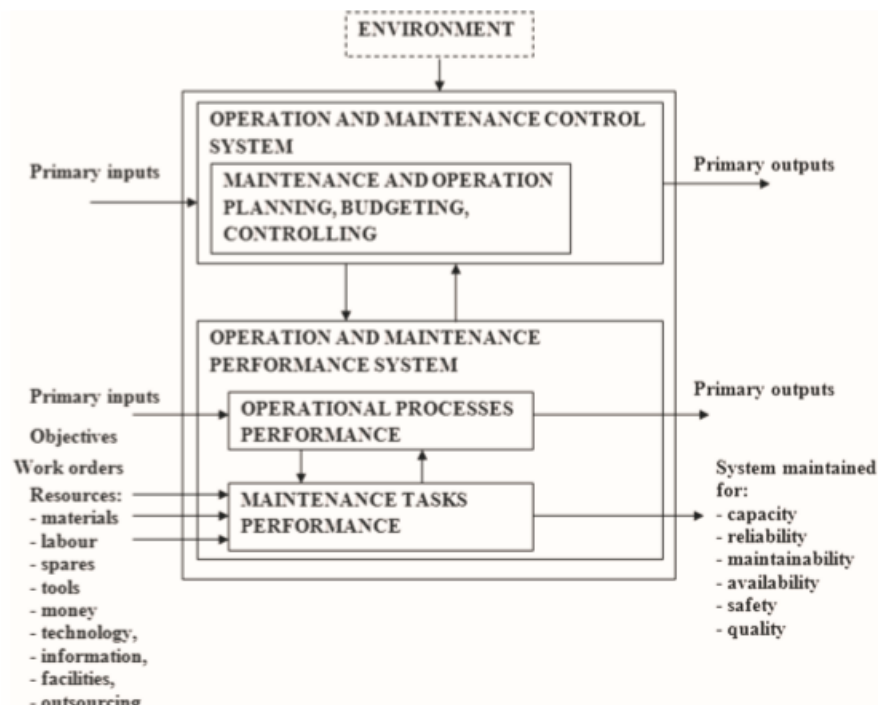 ENVIRONMENT
OPERATION AND MAINTENANCE CONTROL
SYSTEM
Primary inputs
Primary outputs
MAINTENANCE AND OPERATION
PLANNING, BUDGETING,
CONTROLLING
OPERATION AND MAINTENANCE
PERFORMANCE SYSTEM
Primary inputs
Primary outputs
OPERATIONAL PROCESSES
PERFORMANCE
Objectives
Work orders
Resources:
- materials
- labour
- spares
- tools
- money
- technology,
- information,
- facilities,
- outsourcing
MAINTENANCE TASKS
PERFORMANCE
System maintained
for:
- capacity
- reliability
- maintainability
- availability
- safety
- quality